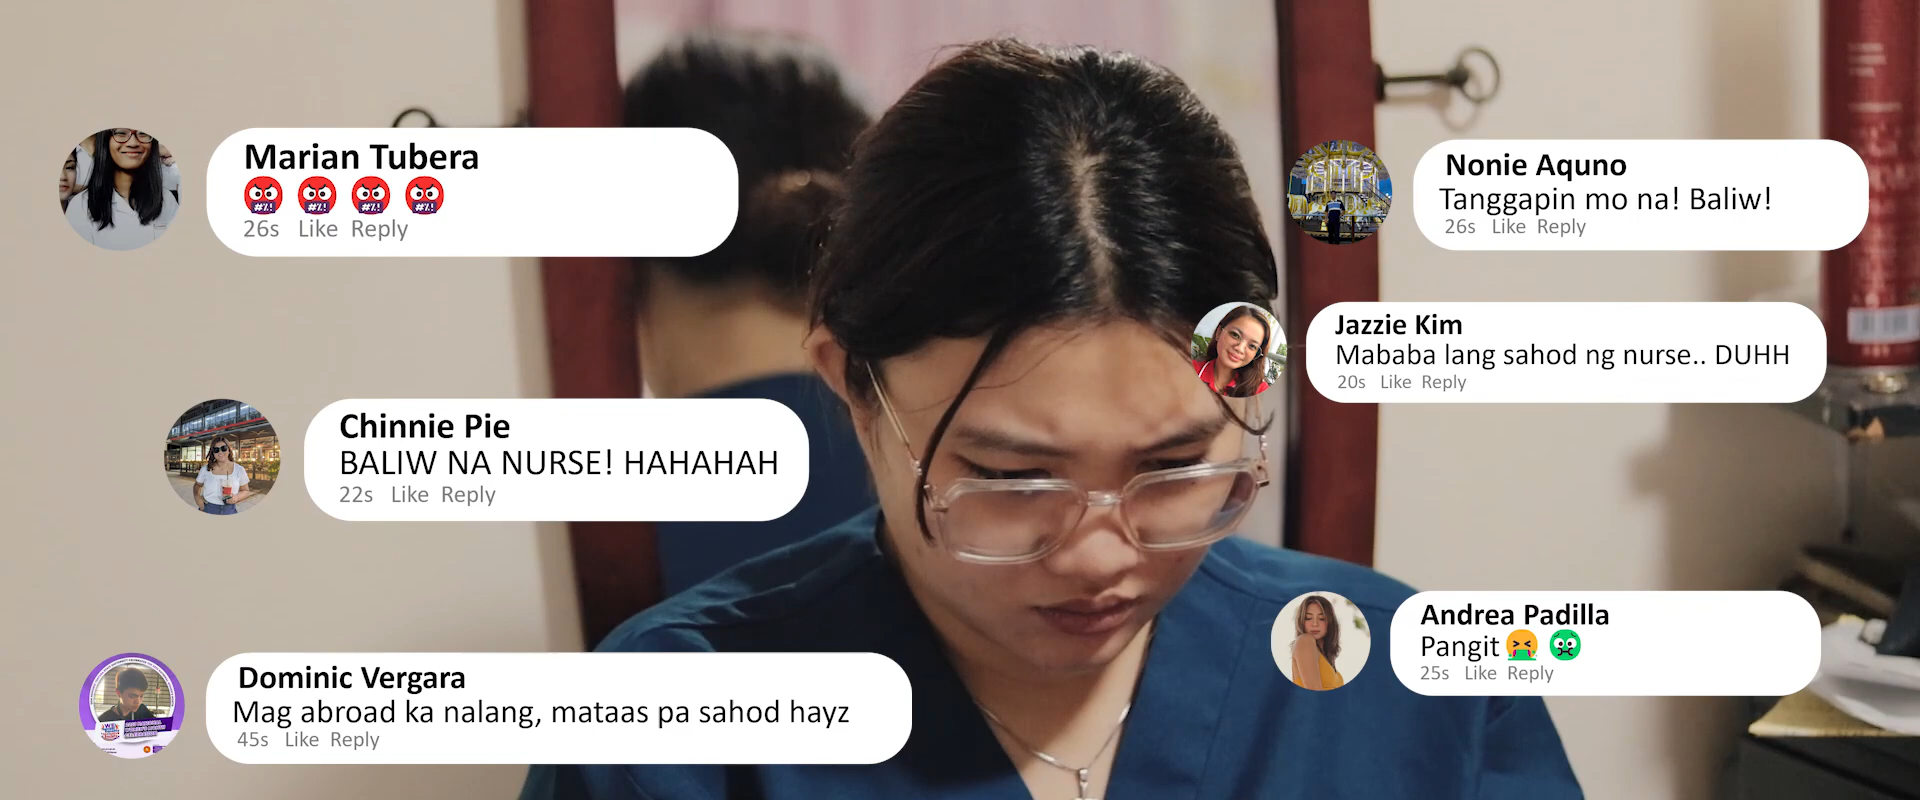 Marian Tubera
🤬 🤬 🤬 🤬
26s Like Reply
Nonie Aquno
Tanggapin mo na! Baliw!
26s Like Reply
Jazzie Kim
Mababa lang sahod ng nurse.. DUHH
20s Like Reply
Chinnie Pie
BALIW NA NURSE! HAHAHAH
22s Like Reply
Andrea Padilla
Pangit 🤮 🤢
25s Like Reply
Dominic Vergara
Mag abroad ka nalang, mataas pa sahod hayz
45s Like Reply